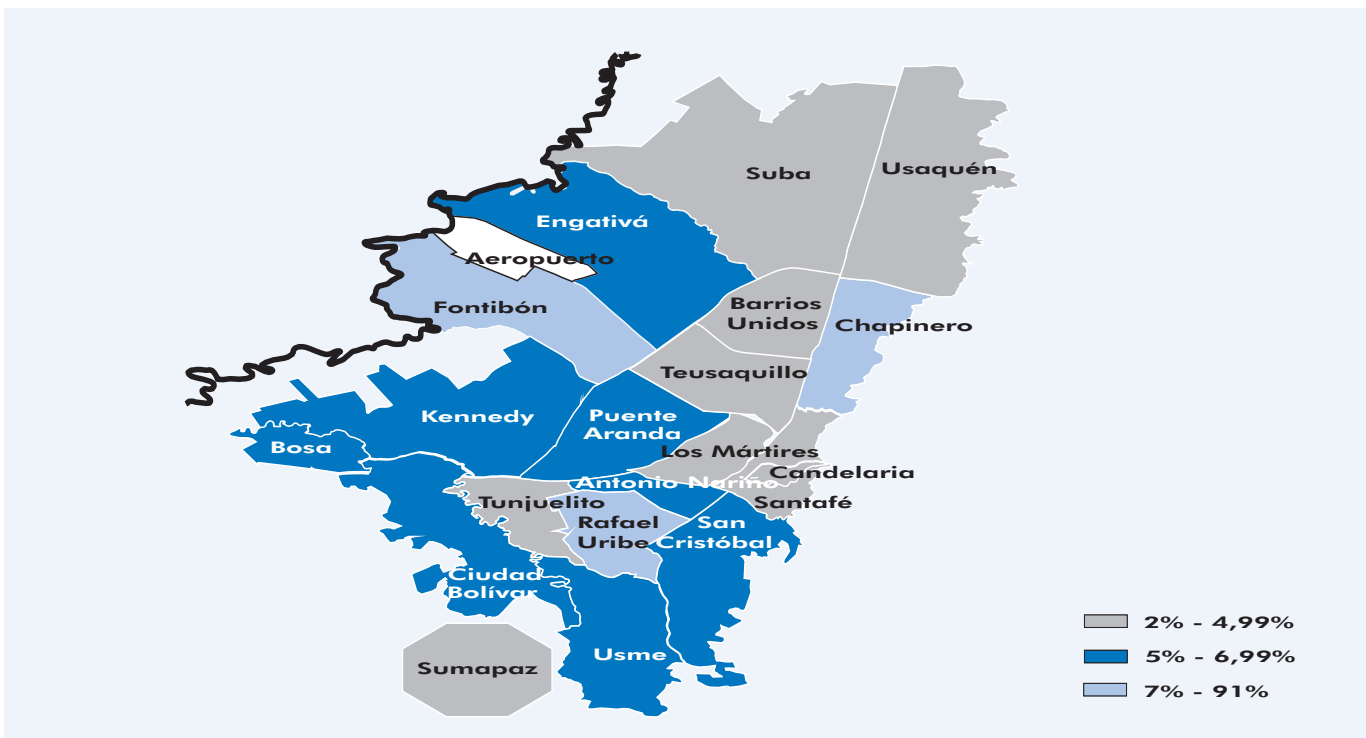 Suba
Usaquén
Engativá
Aeropuerto
Fontibón
Barrios
Unidos
Chapinero
Teusaquillo
Kennedy
Puente
Aranda
Bosa
Los Mártires
Candelaria
Antonio Nariño
Santafé
Tunjuelito
Rafael
Uribe
San
Cristóbal
Ciudad
Bolívar
Usme
Sumapaz
2% - 4,99%
5% - 6,99%
7% - 91%